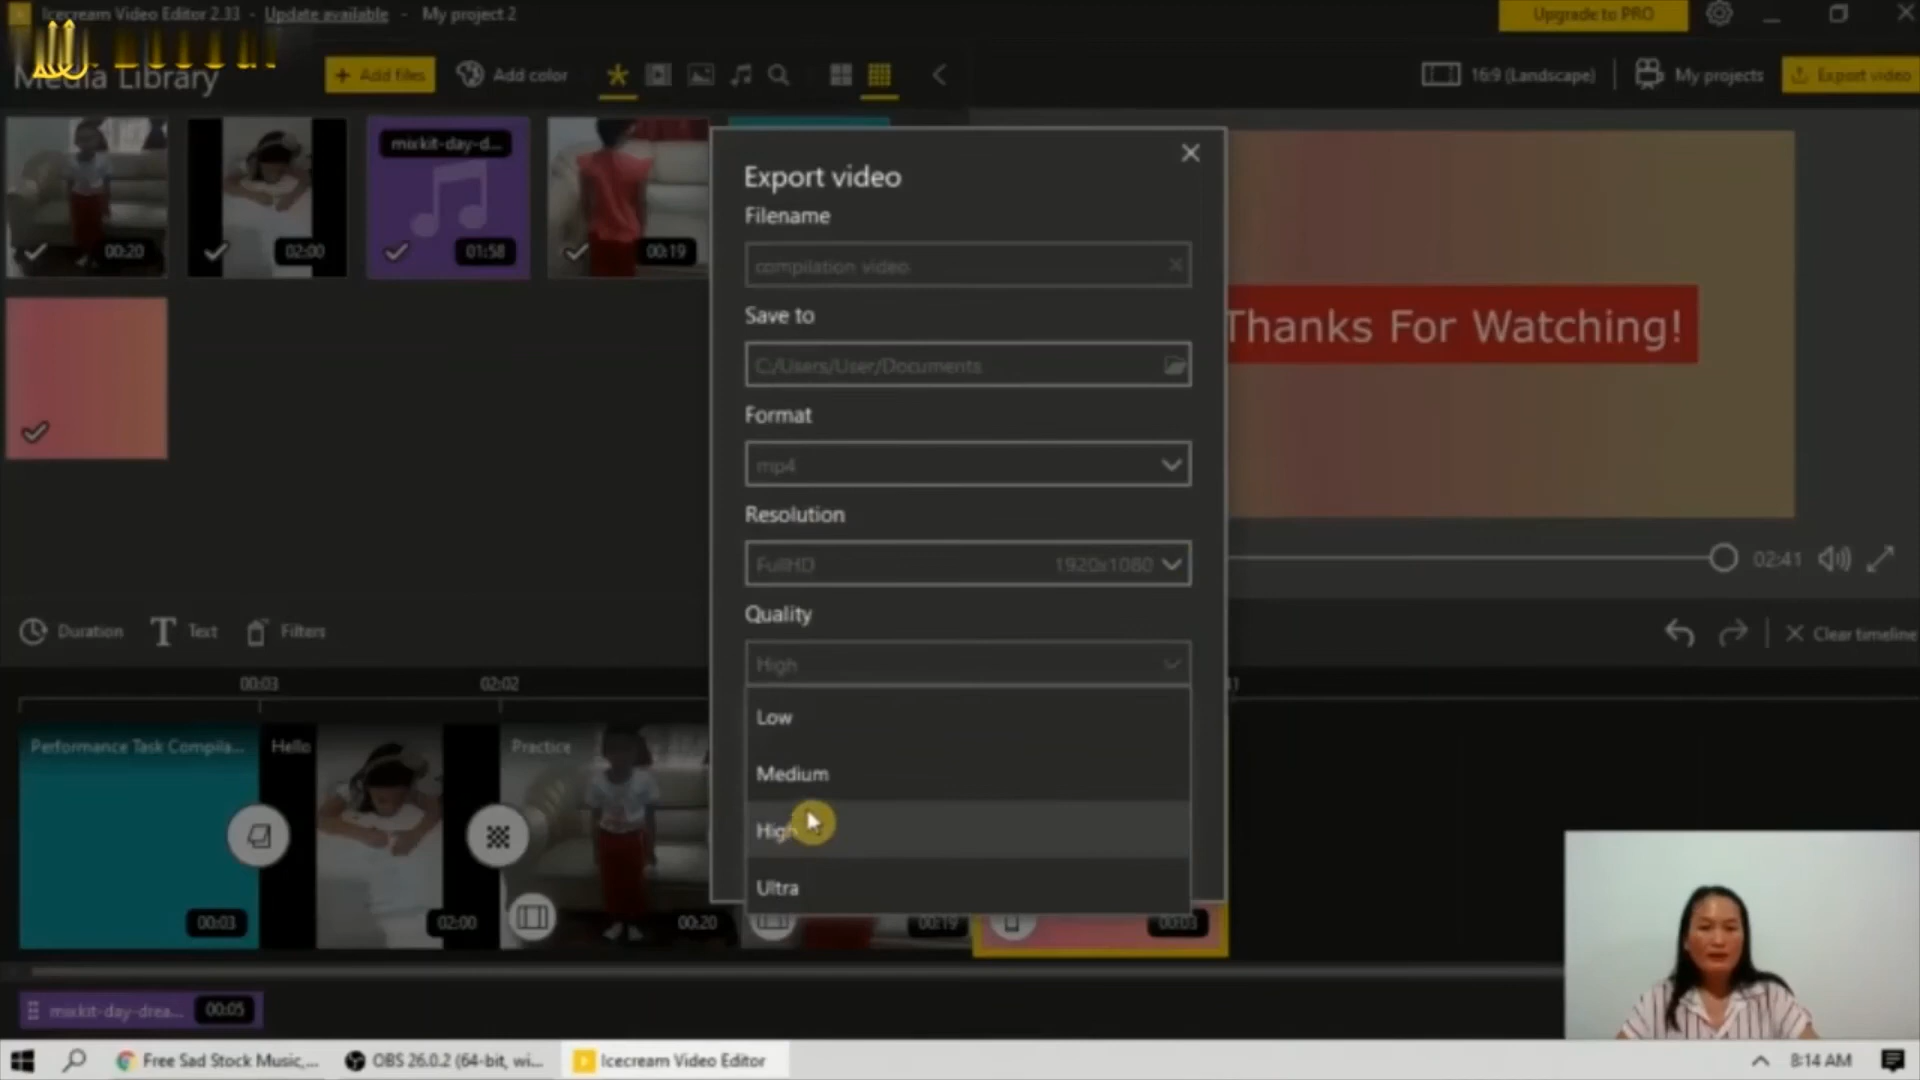 Icecream Video Editor 2.33 - Update available - My project 2
Upgrade to PRO
Media Library
Add files
Add color
16:9 (Landscape)
My projects
Export video
00:20
02:00
mixkit-day-d...
01:58
00:19
Export video
Filename
compilation video
Save to
C:/Users/User/Documents
Format
mp4
Resolution
FullHD 1920x1080
Quality
High
Low
Medium
High
Ultra
Thanks For Watching!
02:41
Duration
Text
Filters
Clear timeline
00:03
02:02
Performance Task Compila...
Hello
Practice
00:03
02:00
00:20
00:19
00:03
mixkit-day-drea...
00:05
Free Sad Stock Music,...
OBS 26.0.2 (64-bit, wi...
Icecream Video Editor
8:14 AM